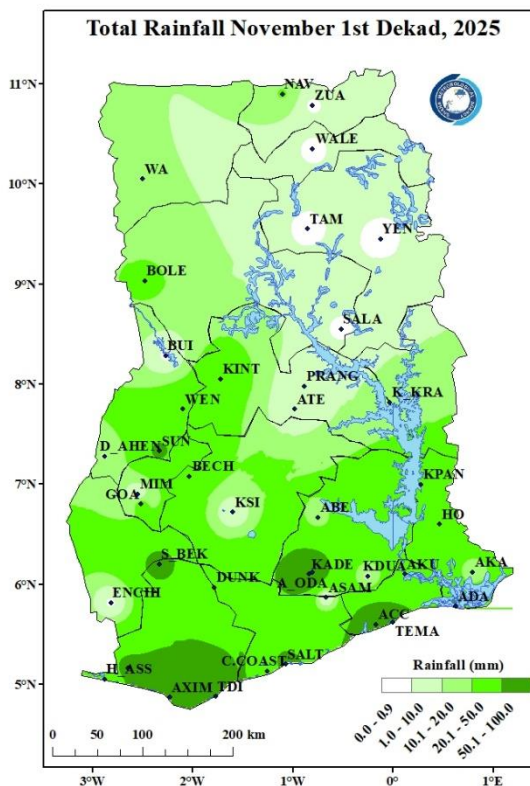 Total Rainfall November 1st Dekad, 2025
11°N
NAV
ZUA
WALE
WA
10°N
TAM
YEN
BOLE
9°N
SALA
BUI
KINT
PRANG
8°N
WEN
ATE
K_KRA
D_AHEN
SUN
BECH
7°N
GOA
MIM
KSI
ABE
KPAN
HO
S_BEK
DUNK
KADE
A_ODA
KDUA
AKU
AKA
6°N
ENCHI
ASAM
ADA
ACC
TEMA
H_ASS
C.COAST
SALT
5°N
AXIM
TDI
Rainfall (mm)
0.0 - 0.9
1.0 - 10.0
10.1 - 20.0
20.1 - 50.0
50.1 - 100.0
0 50 100 200 km
3°W 2°W 1°W 0° 1°E